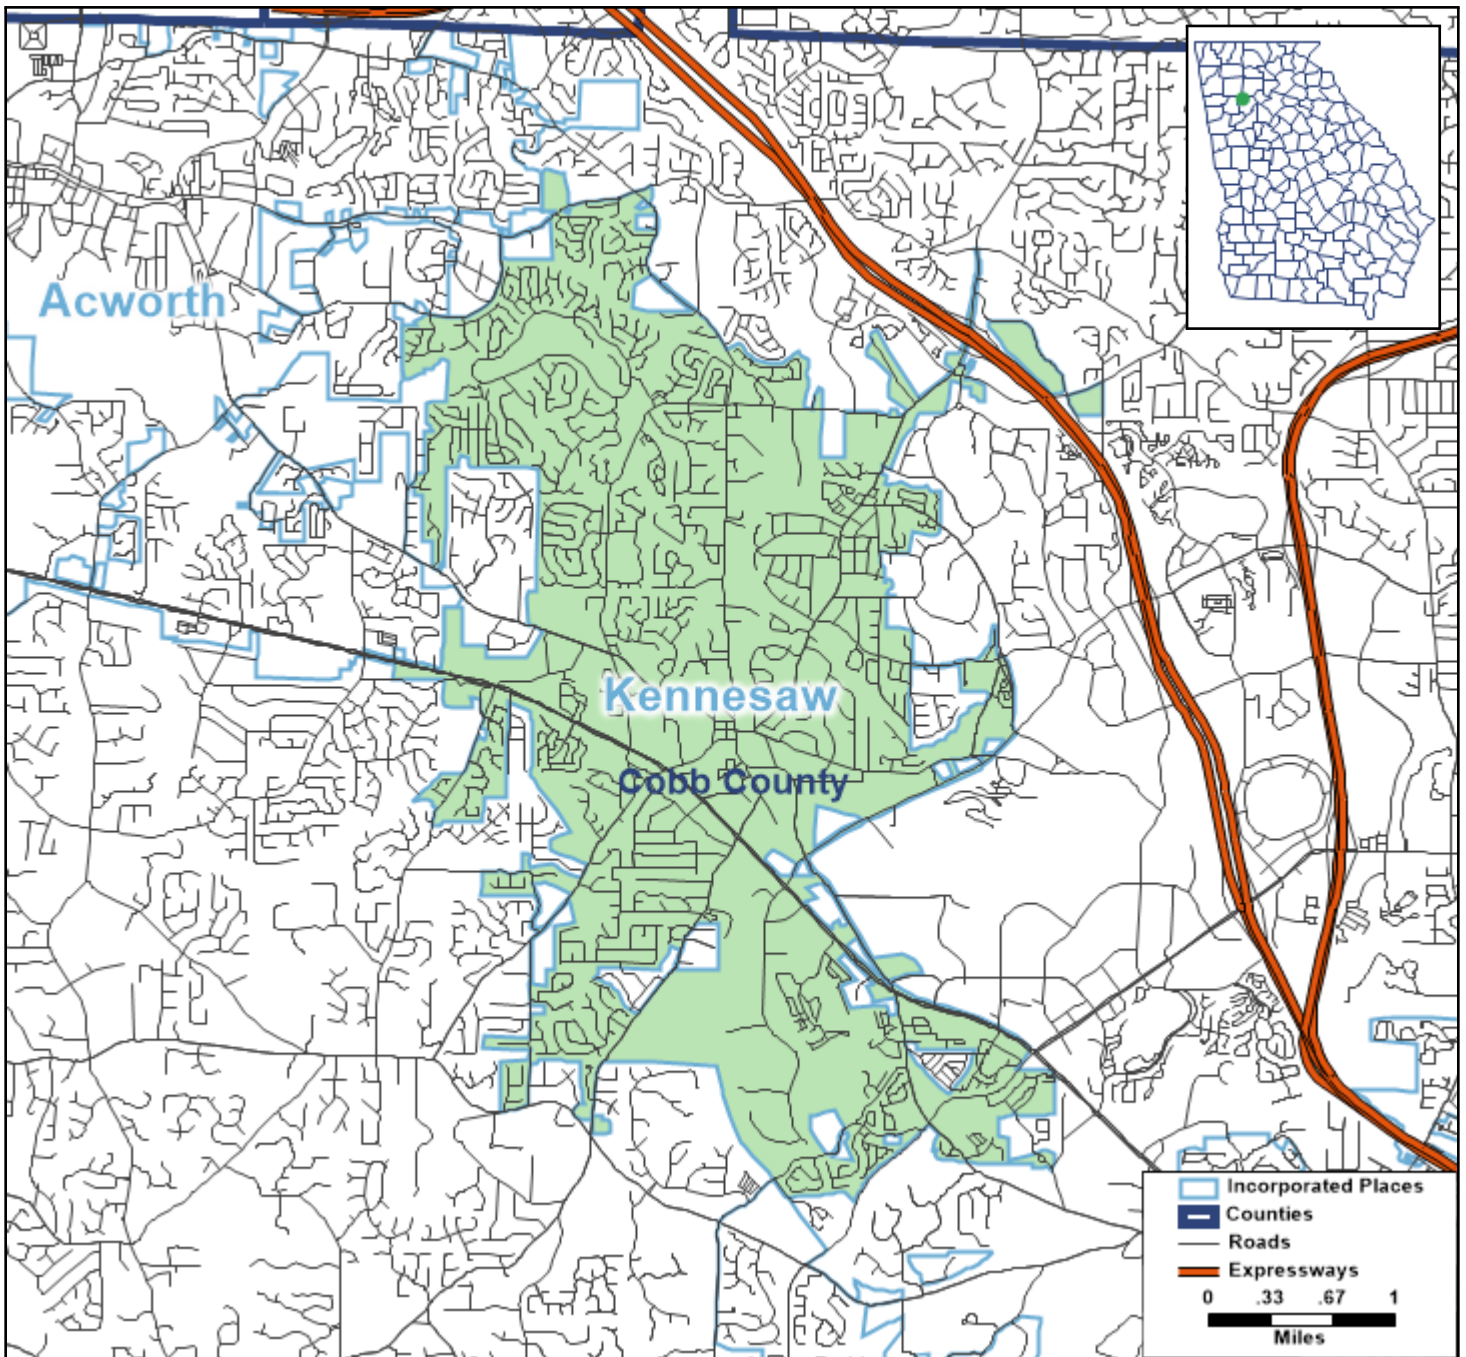 Acworth
Kennesaw
Cobb County
Incorporated Places
Counties
Roads
Expressways
0 .33 .67 1
Miles